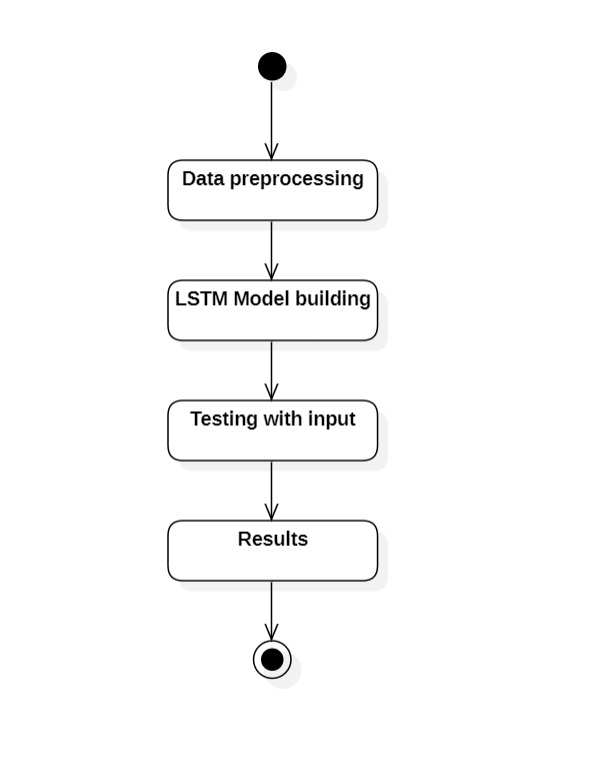 Data preprocessing
LSTM Model building
Testing with input
Results